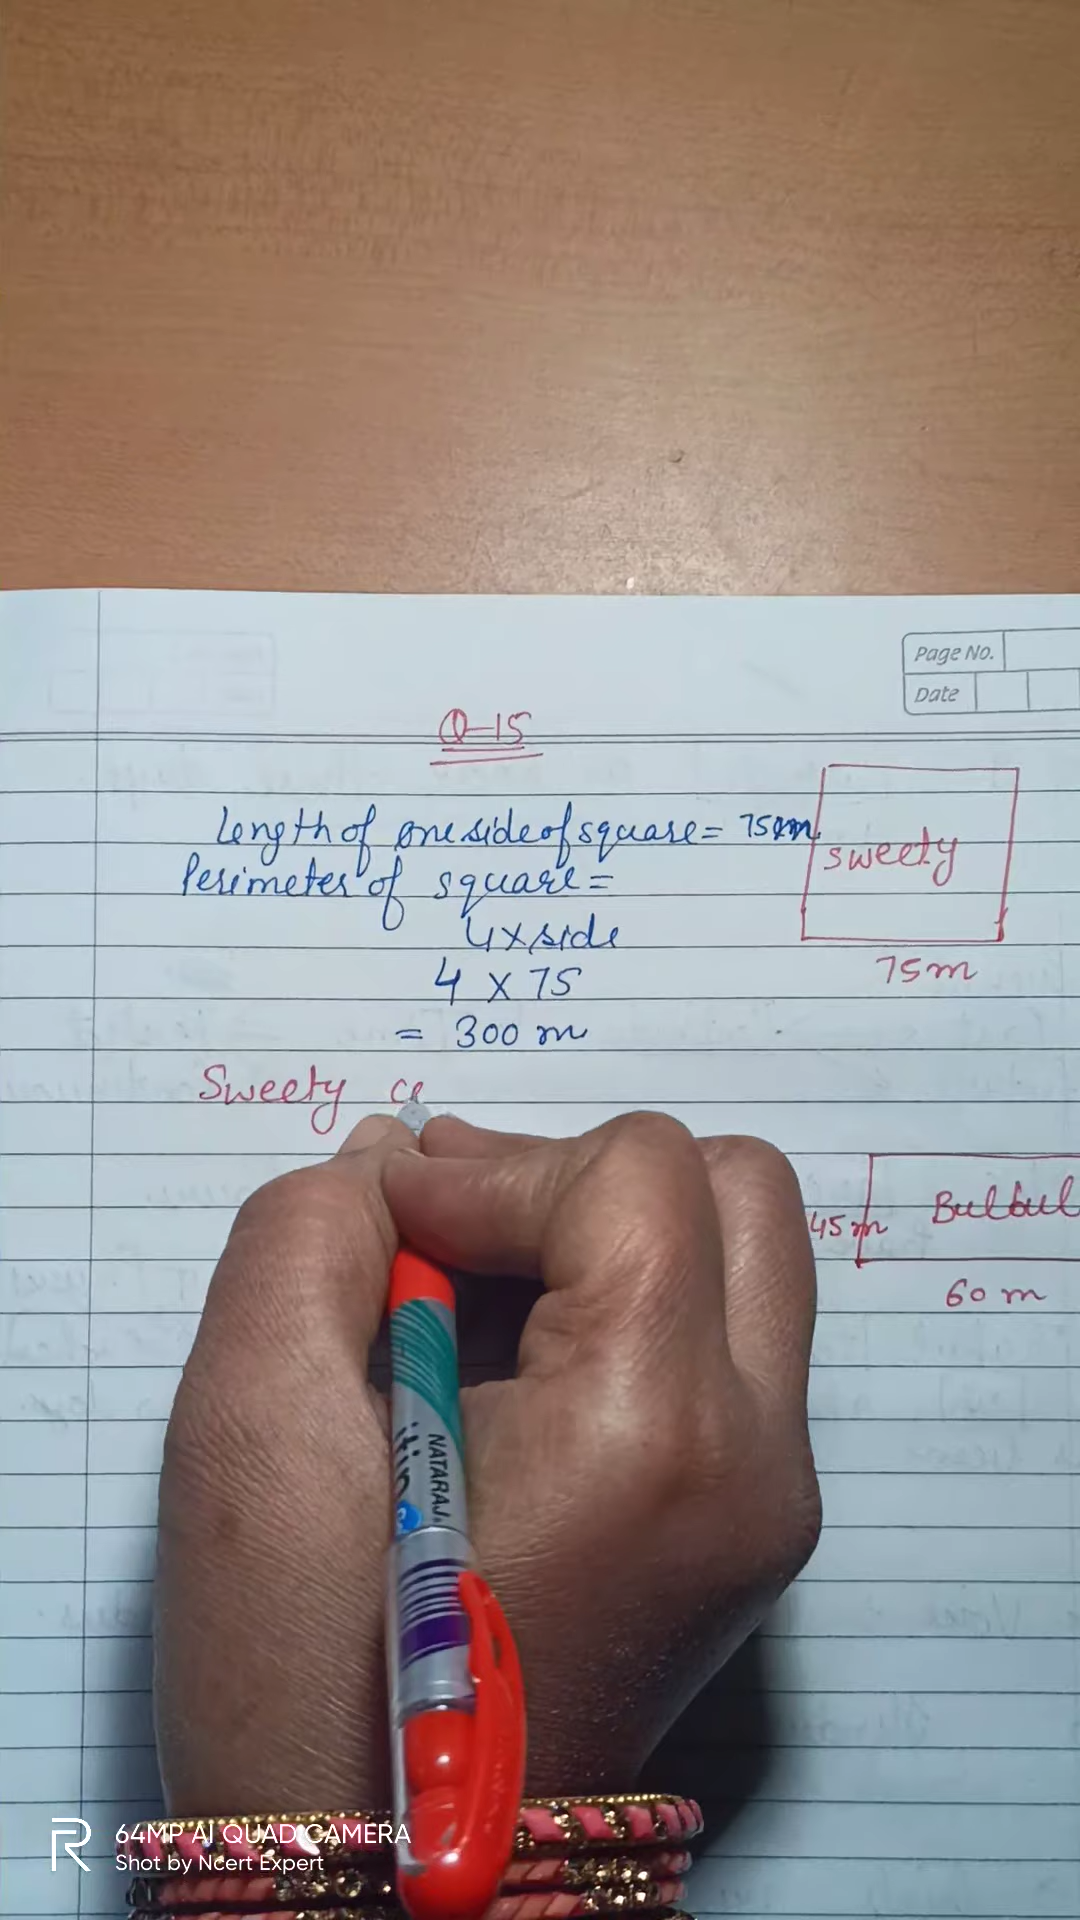 Page No.
Date
Q-15
Length of one side of square = 75m
sweety
Perimeter of square =
4 x side
75m
4 x 75
= 300 m
Sweety
45 m
Bulbul
60 m
NATARAJ
64MP AI QUAD CAMERA
Shot by Ncert Expert